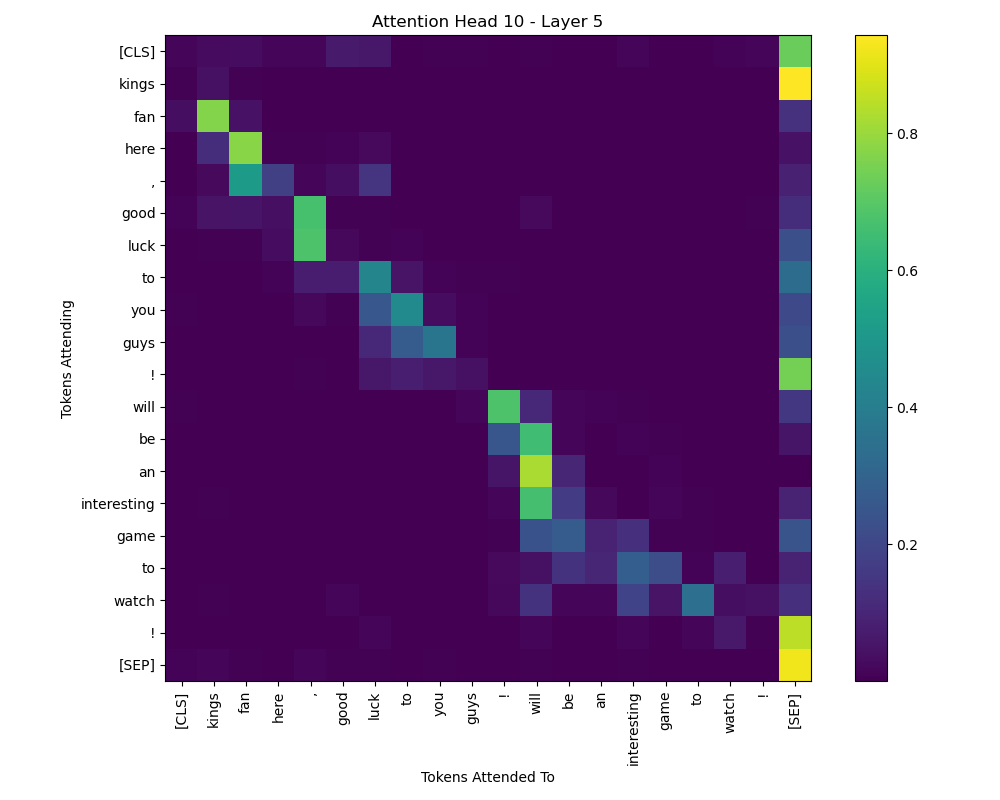 Attention Head 10 - Layer 5
Tokens Attending
[CLS]
kings
fan
here
,
good
luck
to
you
guys
!
will
be
an
interesting
game
to
watch
!
[SEP]
[CLS]
kings
fan
here
,
good
luck
to
you
guys
!
will
be
an
interesting
game
to
watch
!
[SEP]
Tokens Attended To
0.8
0.6
0.4
0.2